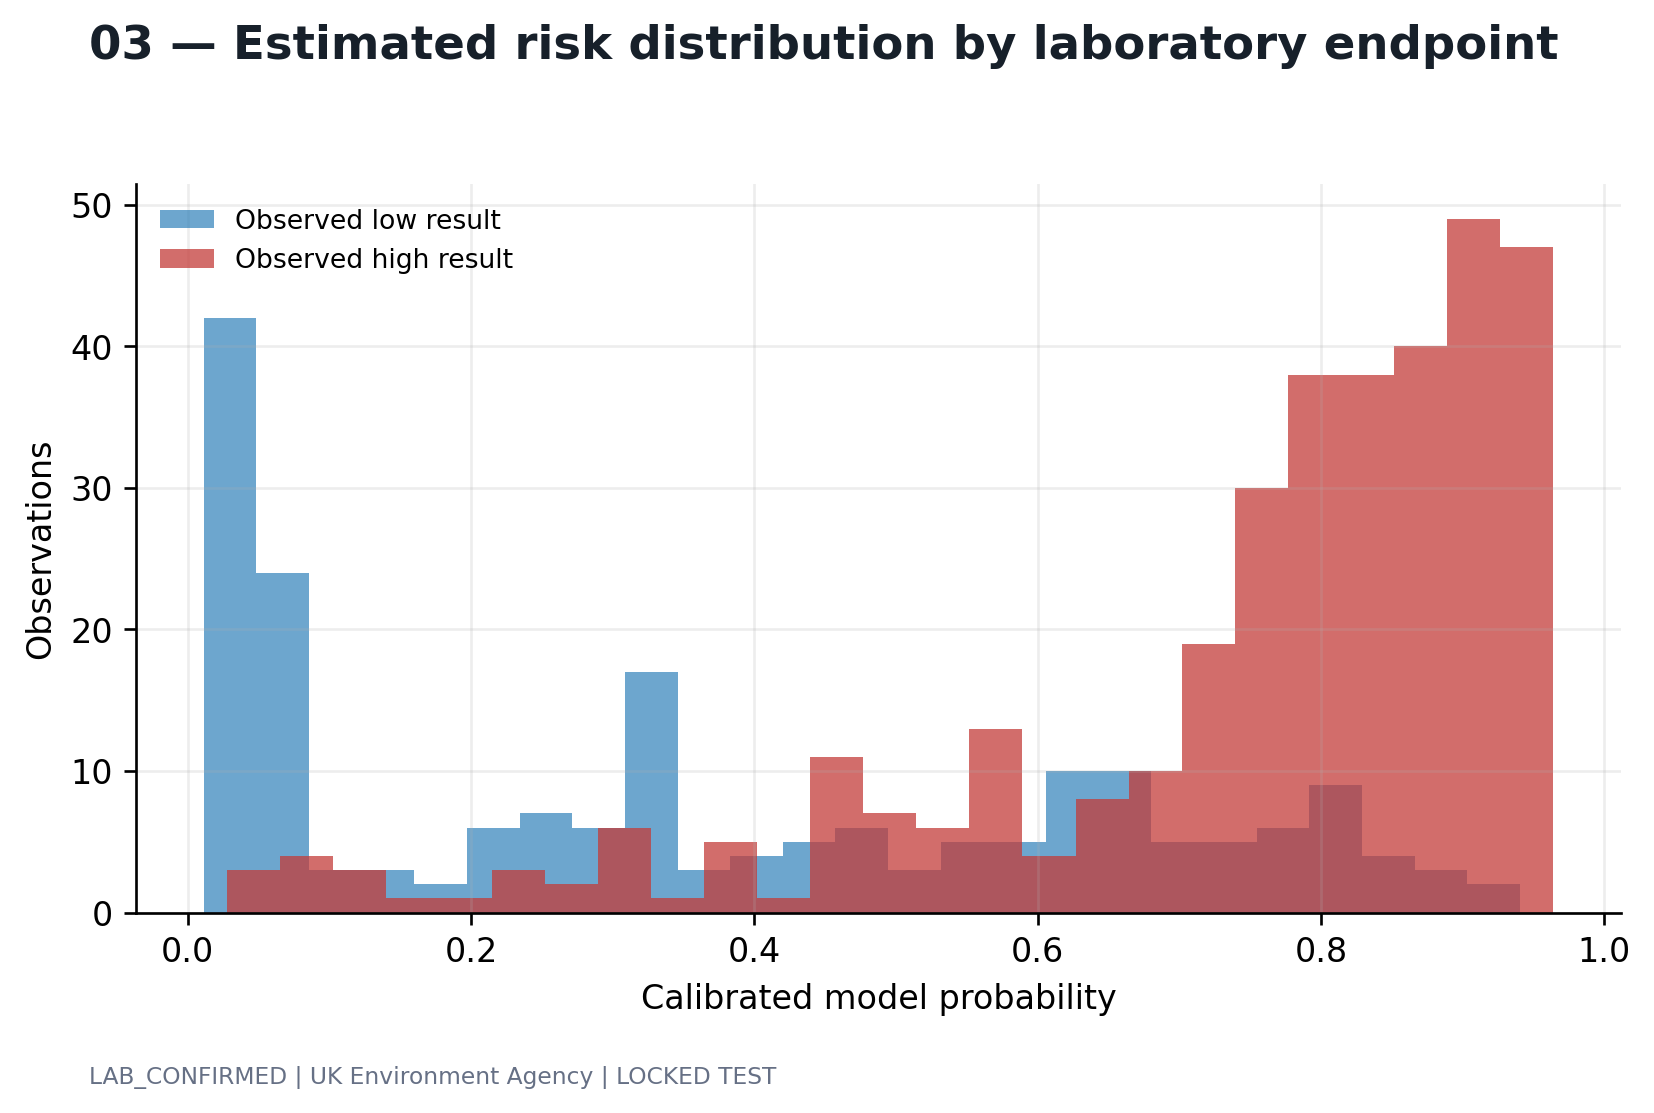 03 — Estimated risk distribution by laboratory endpoint
50
40
30
20
10
0
Observations
Observed low result
Observed high result
0.0 0.2 0.4 0.6 0.8 1.0
Calibrated model probability
LAB_CONFIRMED | UK Environment Agency | LOCKED TEST